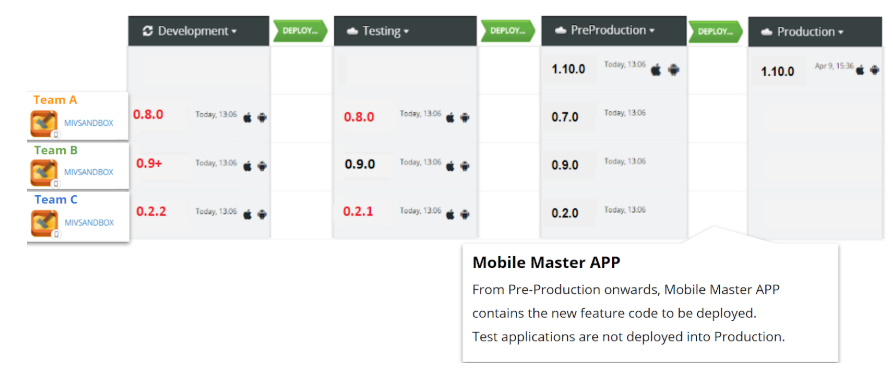 Development DEPLOY... Testing DEPLOY... PreProduction DEPLOY... Production
1.10.0 Today, 13:06 1.10.0 Apr 9, 15:36
Team A
MIVSANDBOX 0.8.0 Today, 13:06 0.8.0 Today, 13:06 0.7.0 Today, 13:06
Team B
MIVSANDBOX 0.9+ Today, 13:06 0.9.0 Today, 13:06 0.9.0 Today, 13:06
Team C
MIVSANDBOX 0.2.2 Today, 13:06 0.2.1 Today, 13:06 0.2.0 Today, 13:06
Mobile Master APP
From Pre-Production onwards, Mobile Master APP
contains the new feature code to be deployed.
Test applications are not deployed into Production.